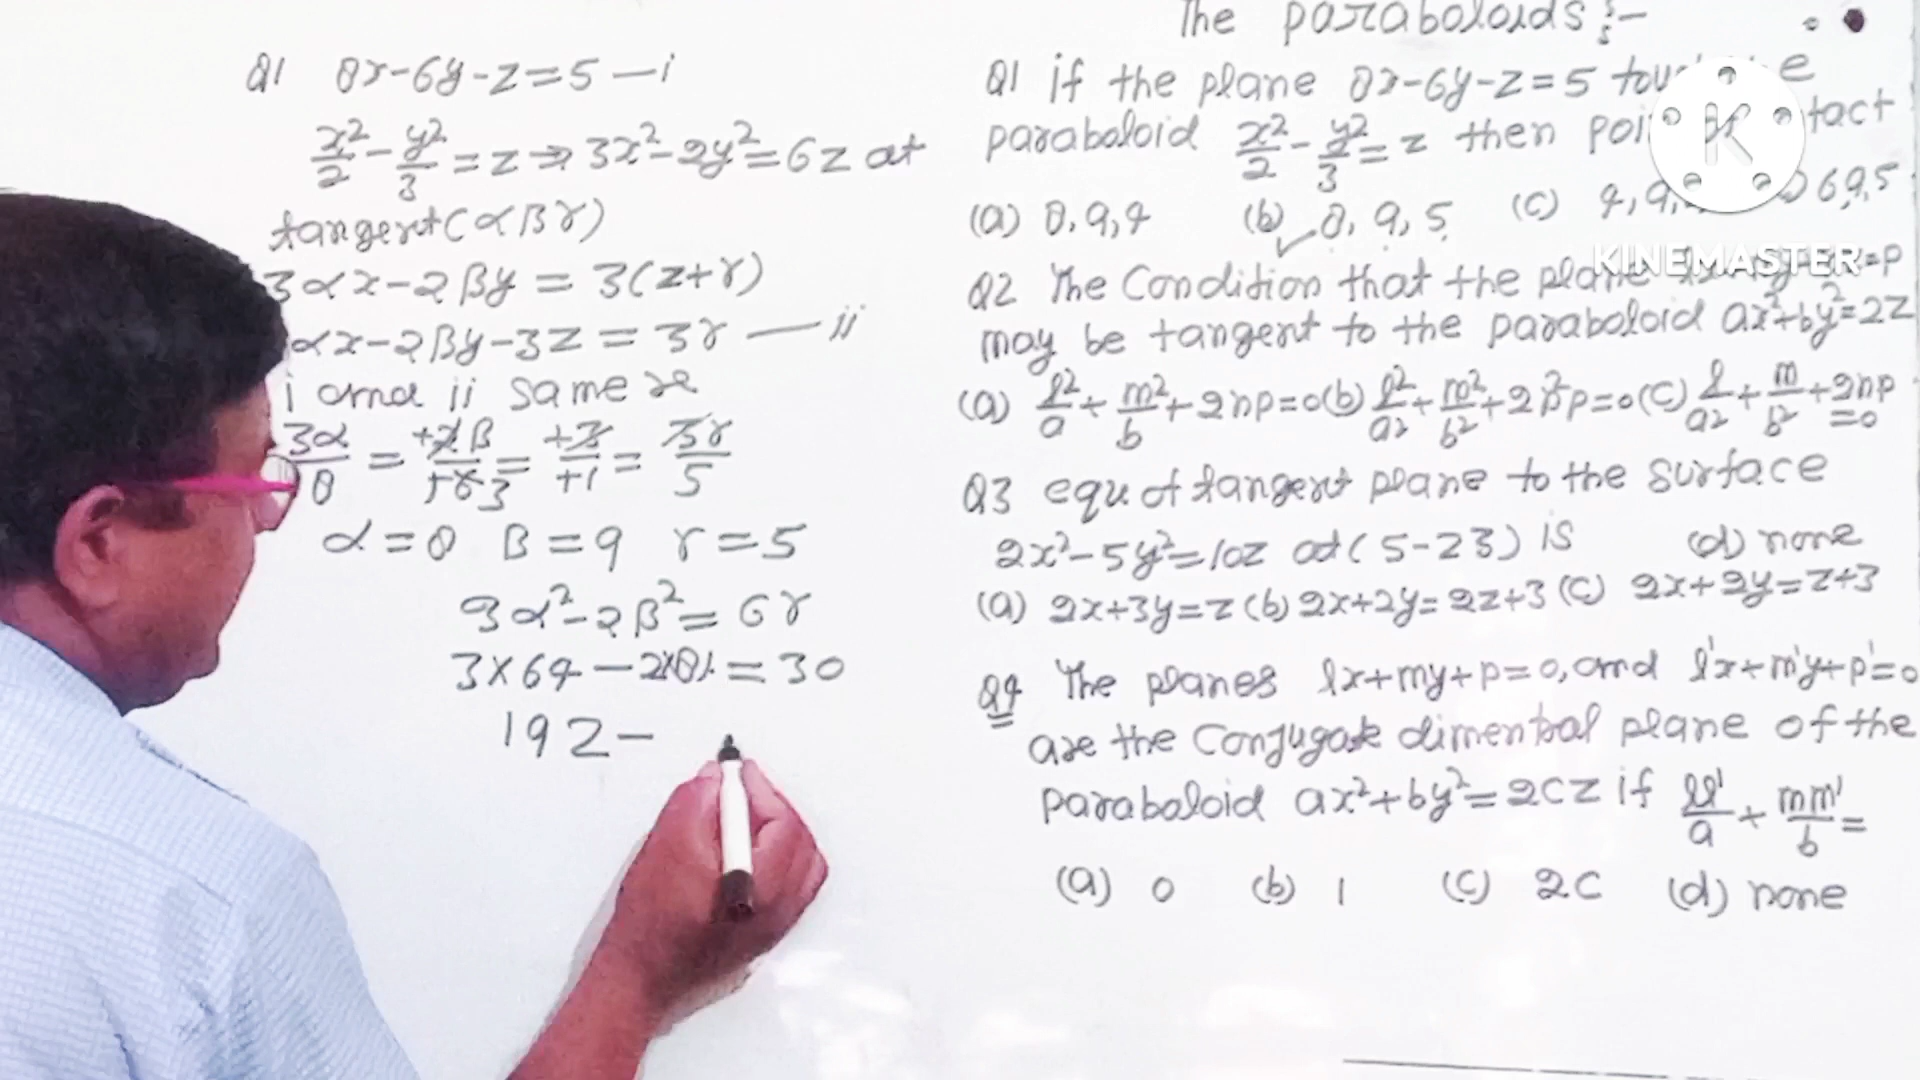 Q1 8x-6y-z=5 — i
x²/2 - y²/3 = z ⇒ 3x²-2y²=6z at
tangent (α β γ)
3αx-2βy = 3(z+γ)
αx-2βy-3z = 3γ — ii
i and ii same
3α/8 = +2β/+6 3 = +3/+1 = 3γ/5
α=8 β=9 γ=5
3α²-2β²=6γ
3×64-2×81=30
192-
The paraboloids:-
Q1 if the plane 8x-6y-z=5
paraboloid x²/2 - y²/3 = z then
(a) 8,9,4 (b) 8,9,5 (c) 6,9,5
Q2 The Condition that the plane =p
may be tangent to the paraboloid ax²+by²=2z
(a) l²/a + m²/b + 2np=0 (b) l²/a² + m²/b² + 2n²p=0 (c) l/a² + m/b² + 2np =0
Q3 equ of tangent plane to the surface
2x²-5y²=10z at (5-23) is (d) none
(a) 2x+3y=z (b) 2x+2y=2z+3 (c) 2x+2y=z+3
Q4 The planes lx+my+p=0, and l'x+m'y+p'=0
are the Conjugate plane of the
paraboloid ax²+by²=2cz if ll'/a + mm'/b =
(a) 0 (b) 1 (c) 2c (d) none
KINEMASTER